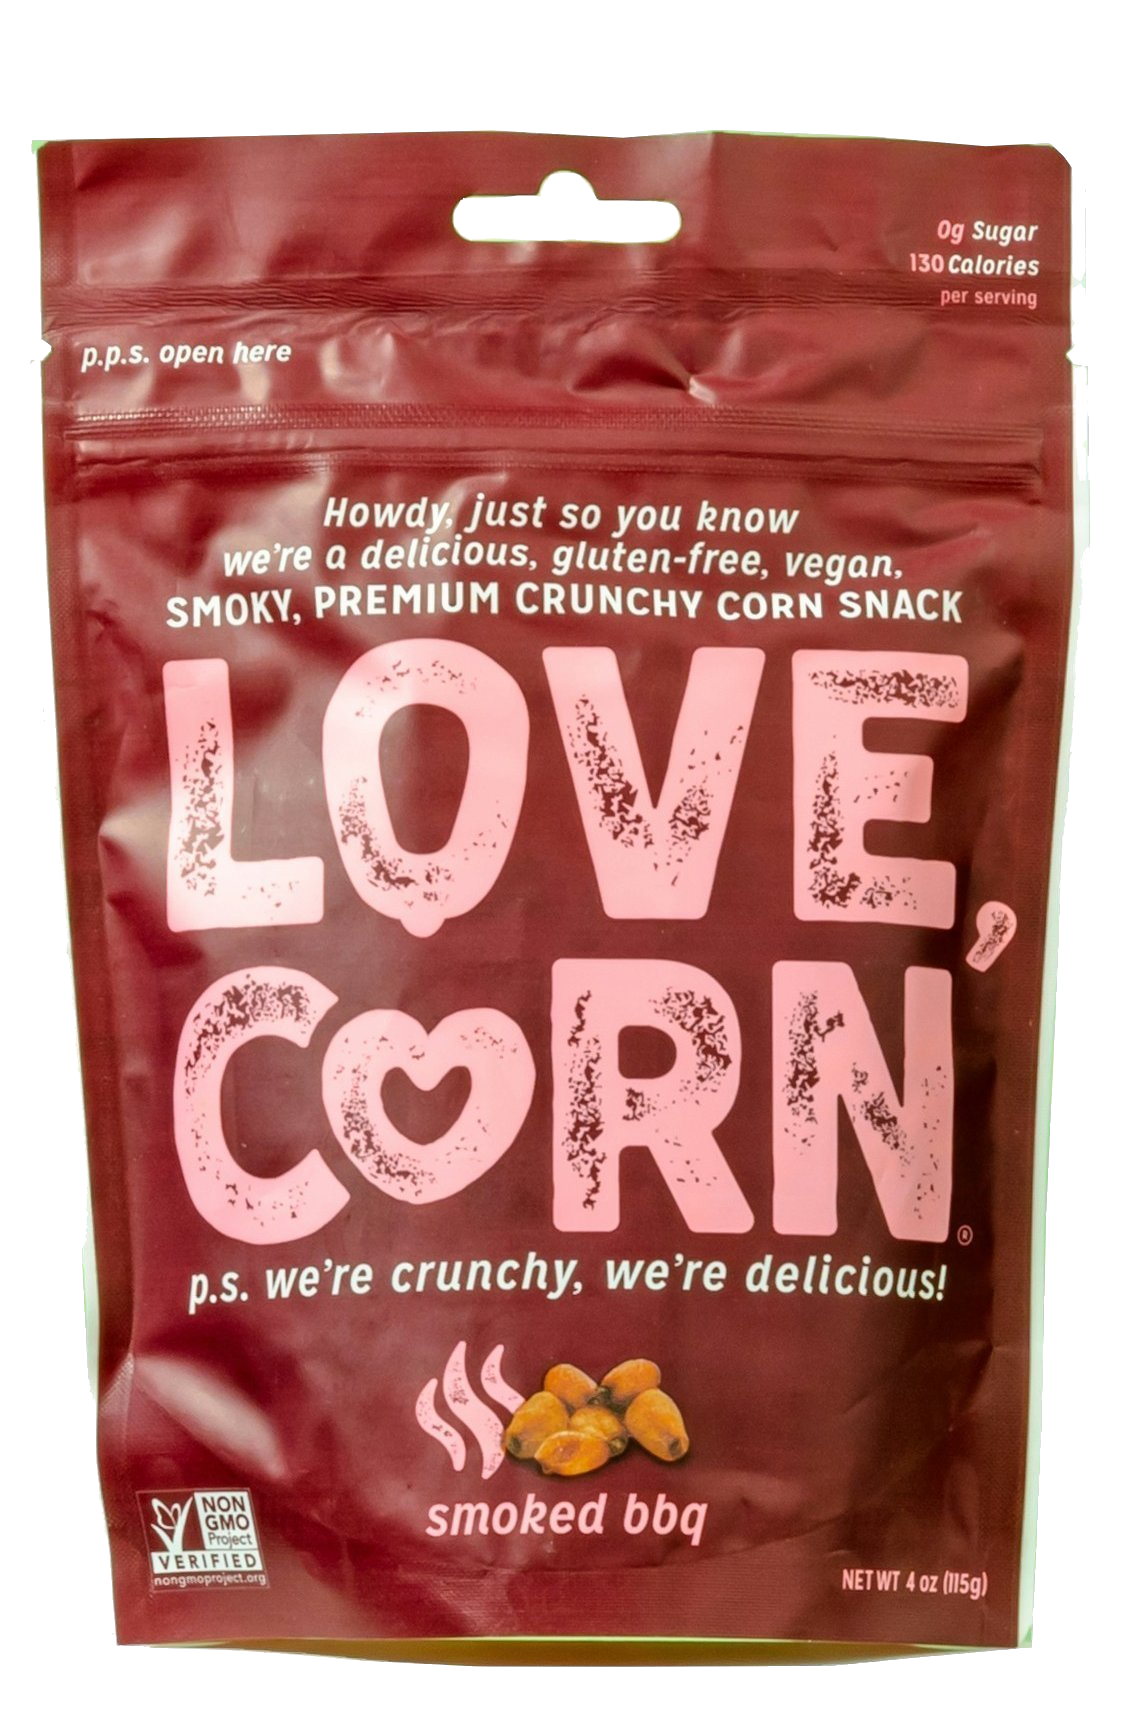 0g Sugar
130 Calories
per serving
p.p.s. open here
Howdy, just so you know
we're a delicious, gluten-free, vegan,
SMOKY, PREMIUM CRUNCHY CORN SNACK
LOVE,
CORN
®
p.s. we're crunchy, we're delicious!
smoked bbq
NON
GMO
Project
VERIFIED
nongmoproject.org
NET WT 4 oz (115g)